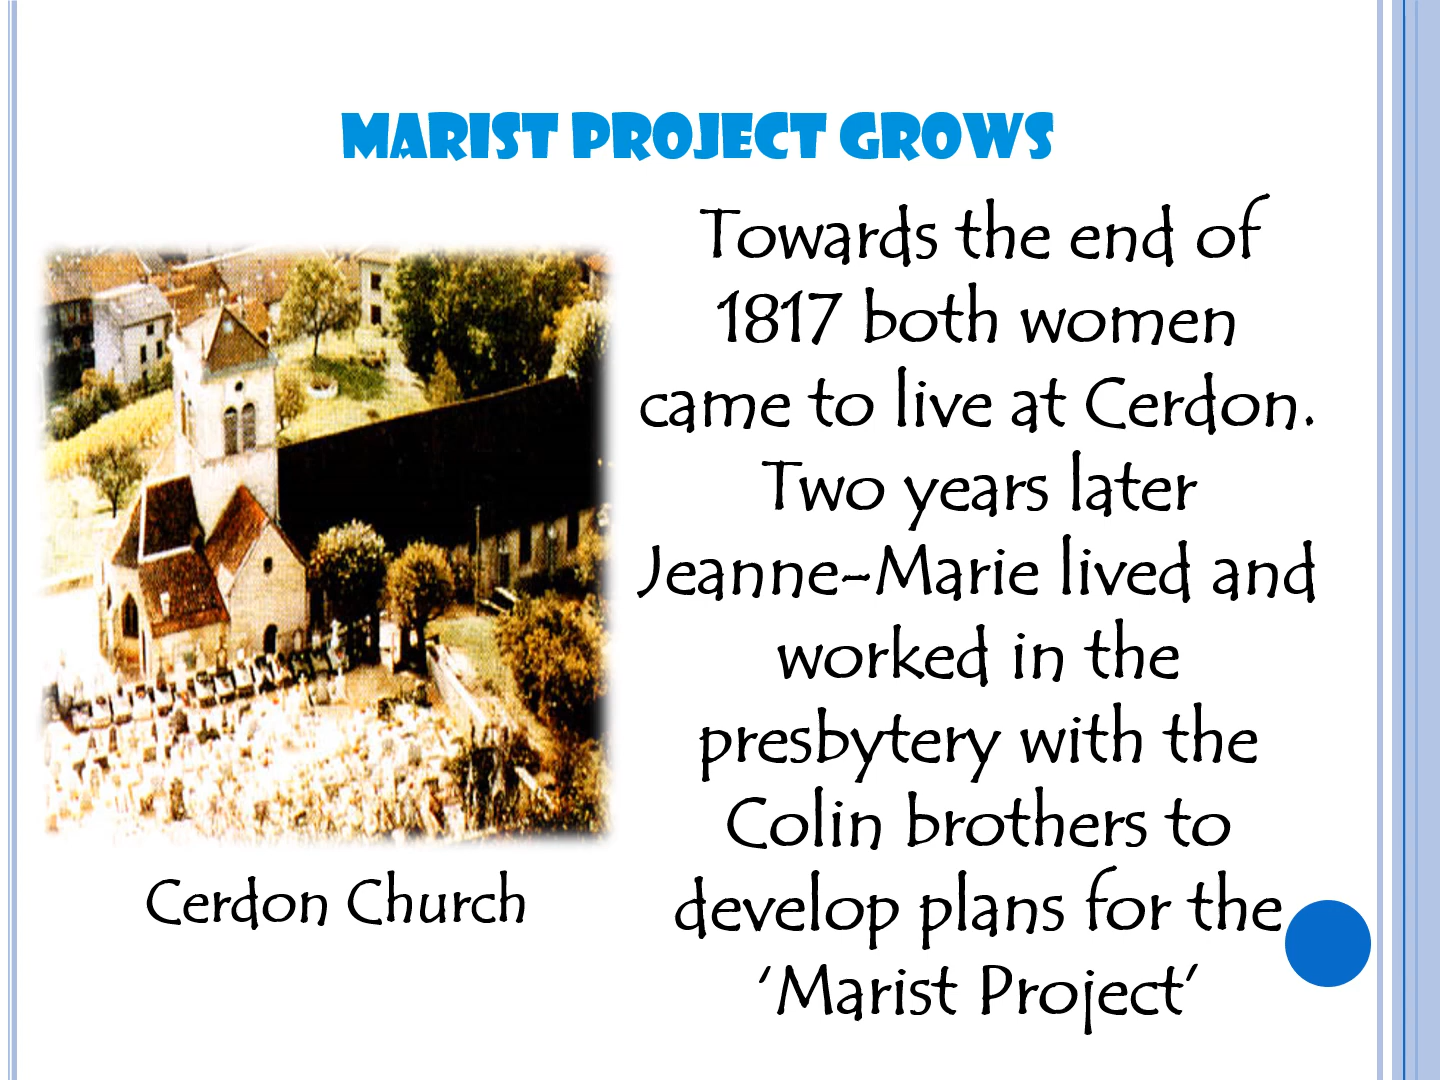 MARIST PROJECT GROWS
Towards the end of
1817 both women
came to live at Cerdon.
Two years later
Jeanne-Marie lived and
worked in the
presbytery with the
Colin brothers to
develop plans for the
‘Marist Project’
Cerdon Church